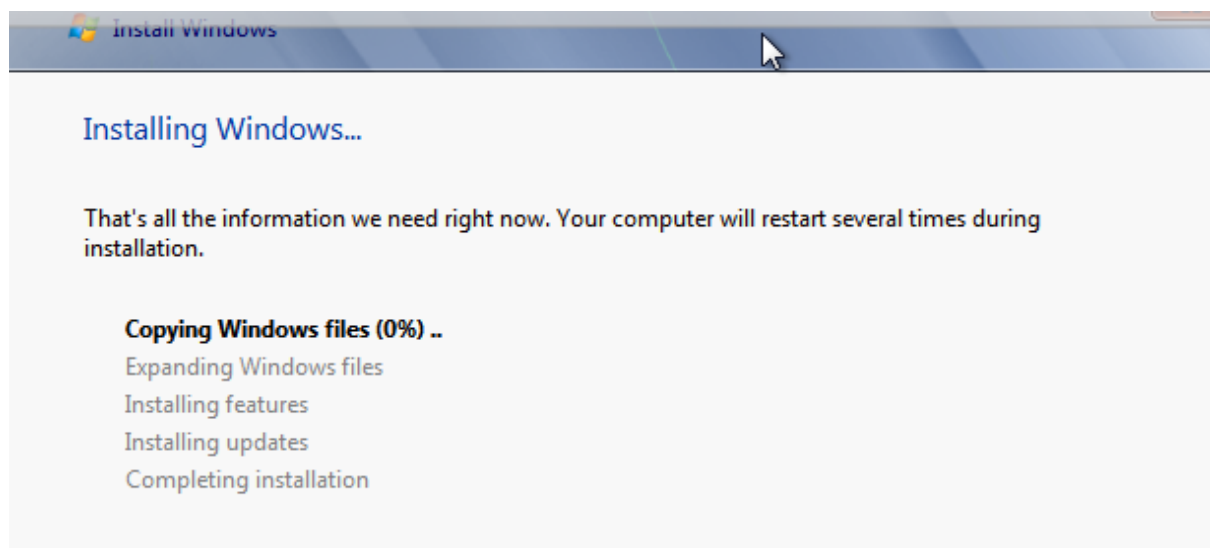 Install Windows
Installing Windows...
That's all the information we need right now. Your computer will restart several times during
installation.
Copying Windows files (0%) ..
Expanding Windows files
Installing features
Installing updates
Completing installation